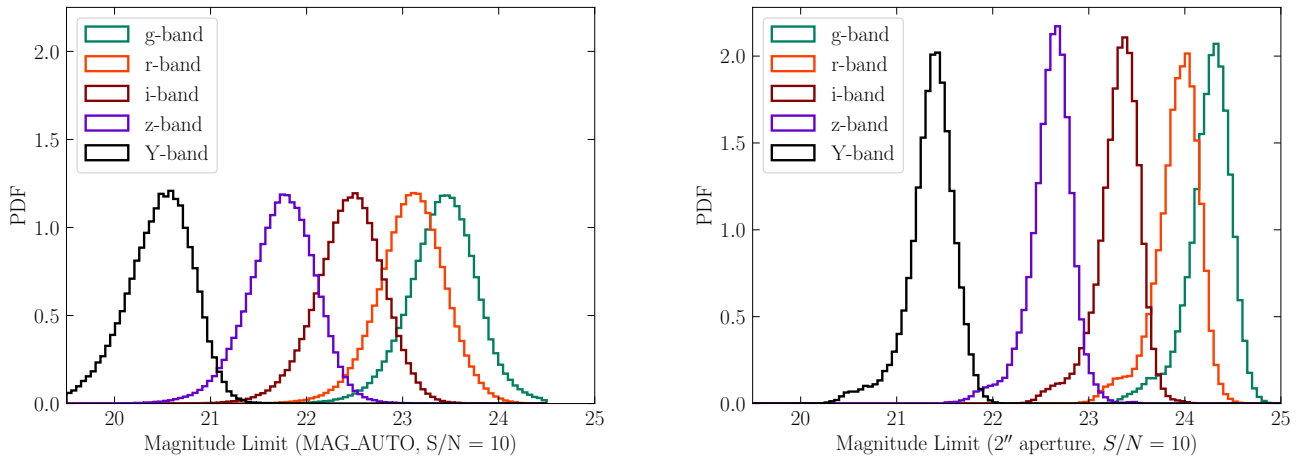 g-band
r-band
i-band
z-band
Y-band
PDF
2.0
1.5
1.0
0.5
0.0
20
21
22
23
24
25
Magnitude Limit (MAG_AUTO, S/N = 10)
g-band
r-band
i-band
z-band
Y-band
PDF
2.0
1.5
1.0
0.5
0.0
20
21
22
23
24
25
Magnitude Limit (2″ aperture, S/N = 10)